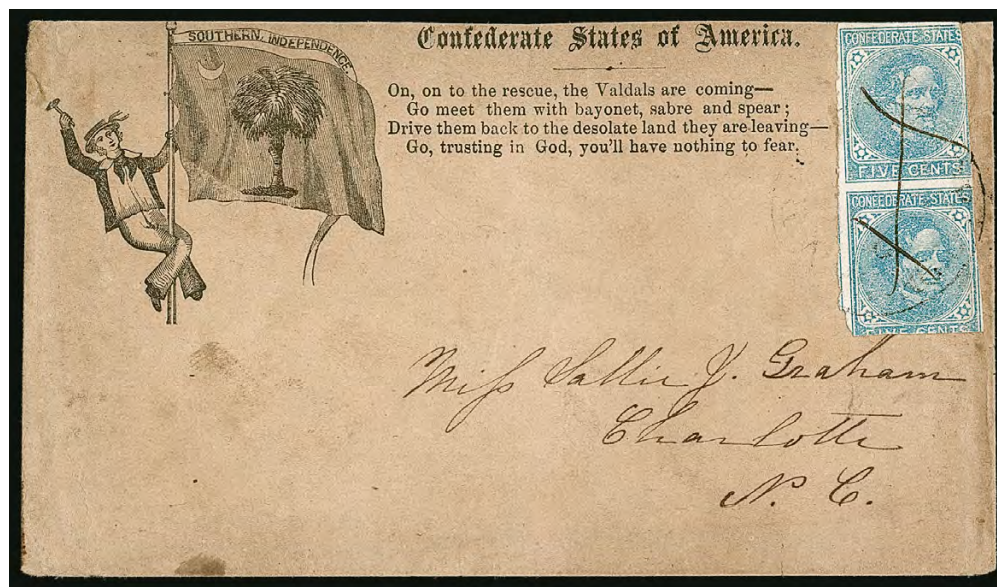 SOUTHERN. INDEPENDENCE.
Confederate States of America.
On, on to the rescue, the Valdals are coming—
Go meet them with bayonet, sabre and spear;
Drive them back to the desolate land they are leaving—
Go, trusting in God, you'll have nothing to fear.
CONFEDERATE STATES
FIVE CENTS
CONFEDERATE STATES
FIVE CENTS
Miss Sallie J. Graham
Charlotte
N. C.